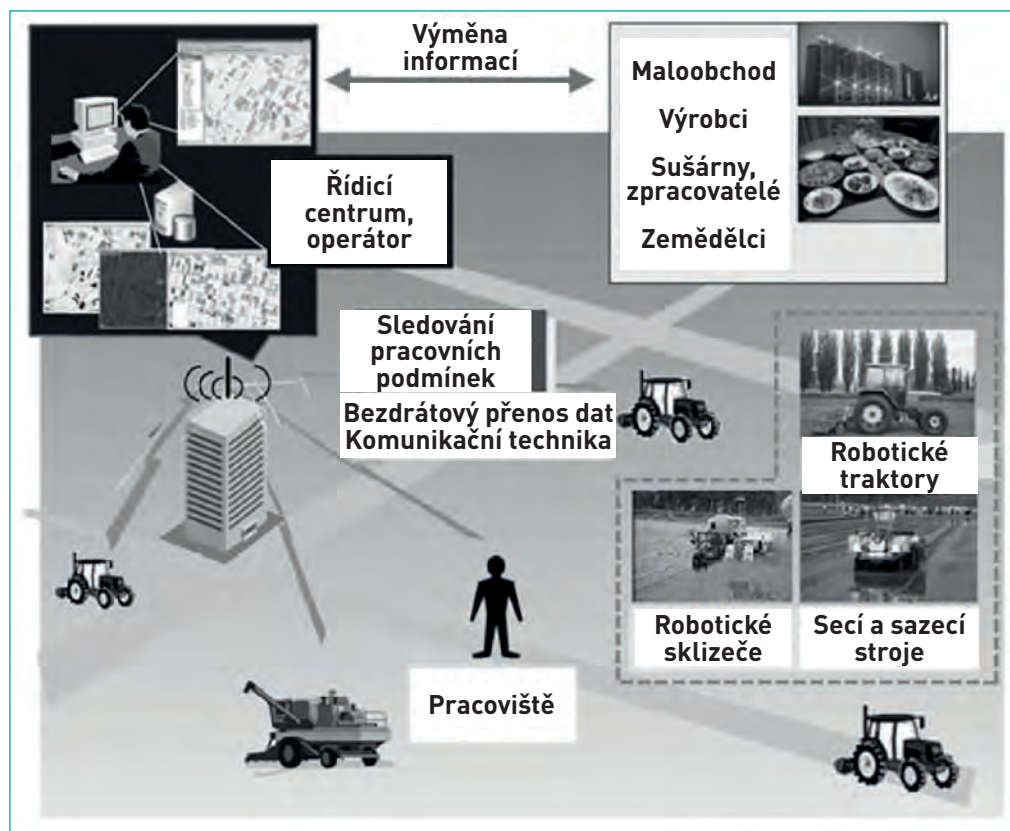 Výměna
informací
Maloobchod
Výrobci
Sušárny,
zpracovatelé
Zemědělci
Řídicí
centrum,
operátor
Sledování
pracovních
podmínek
Bezdrátový přenos dat
Komunikační technika
Robotické
traktory
Robotické
sklizeče
Secí a sazecí
stroje
Pracoviště